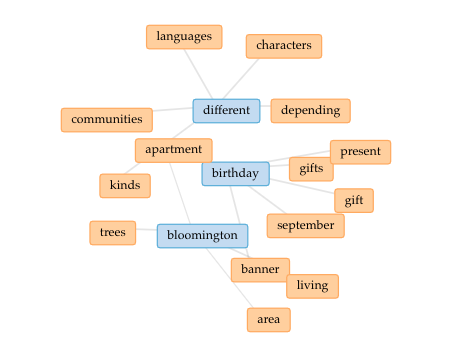 languages
characters
different
depending
communities
apartment
present
gifts
birthday
kinds
gift
september
trees
bloomington
banner
living
area